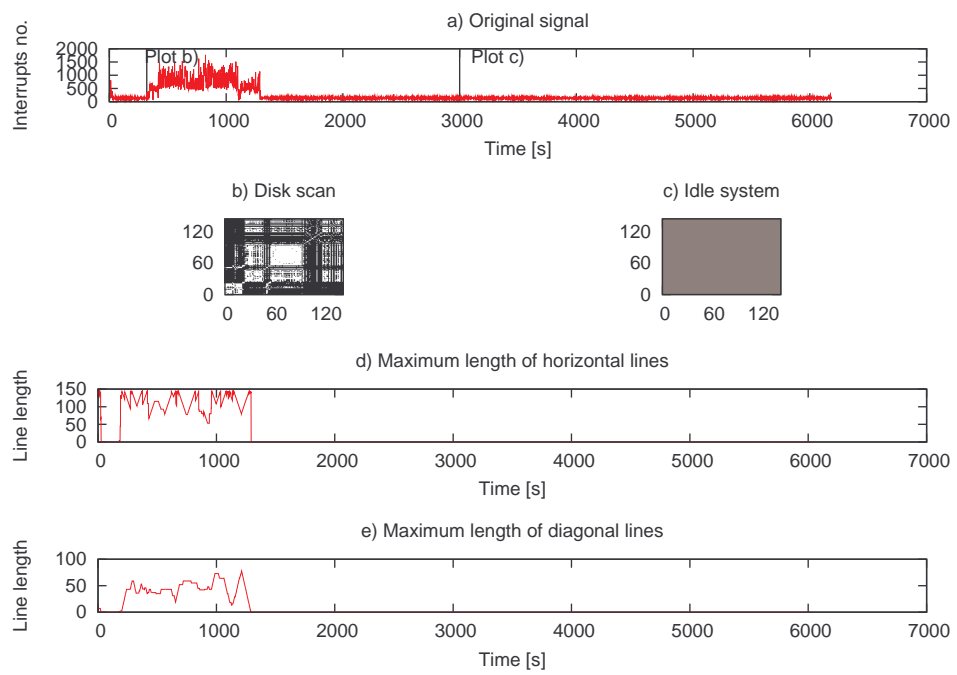 a) Original signal
Interrupts no.
2000
1500
1000
500
0
Plot b)
Plot c)
0 1000 2000 3000 4000 5000 6000 7000
Time [s]
b) Disk scan
120
60
0
0 60 120
c) Idle system
120
60
0
0 60 120
d) Maximum length of horizontal lines
Line length
150
100
50
0
0 1000 2000 3000 4000 5000 6000 7000
Time [s]
e) Maximum length of diagonal lines
Line length
100
50
0
0 1000 2000 3000 4000 5000 6000 7000
Time [s]